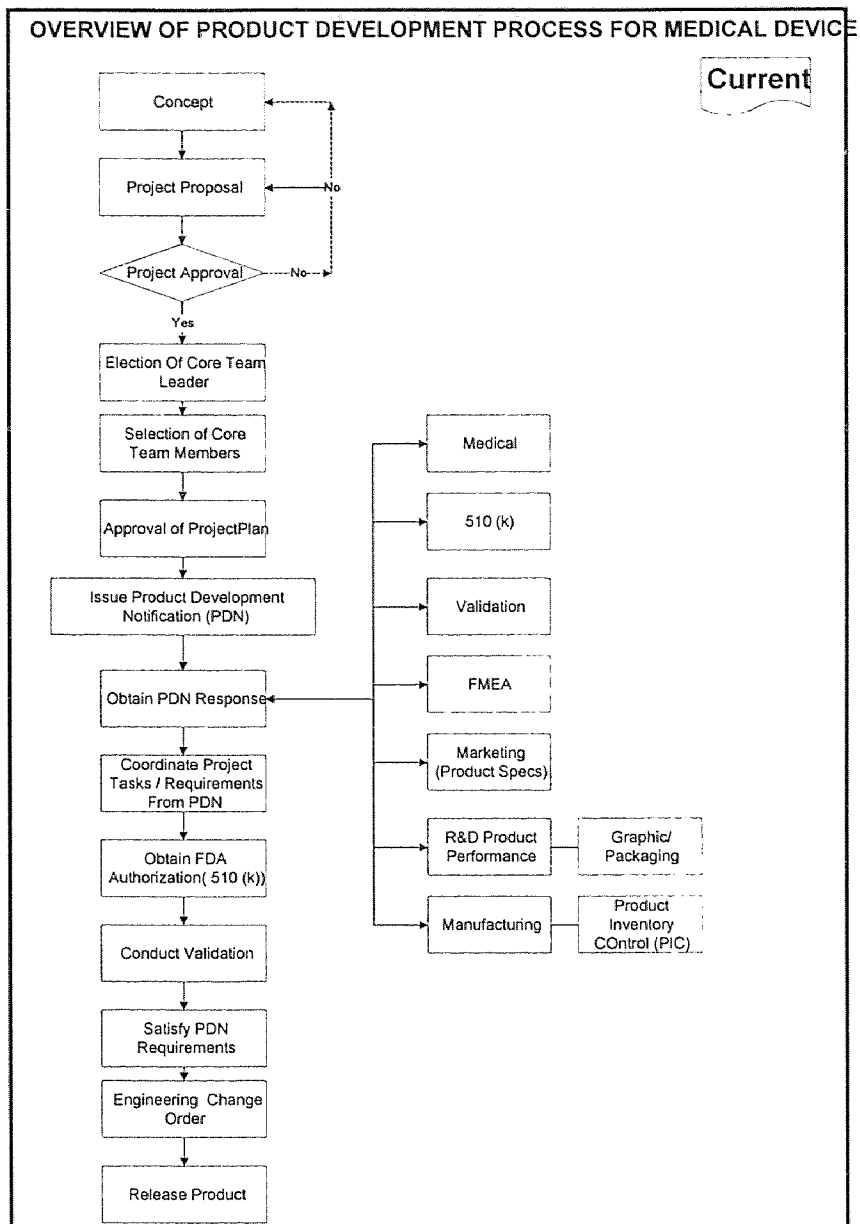 OVERVIEW OF PRODUCT DEVELOPMENT PROCESS FOR MEDICAL DEVICE
Current
Concept
Project Proposal
No
Project Approval
No
Yes
Election Of Core Team
Leader
Selection of Core
Team Members
Approval of ProjectPlan
Issue Product Development
Notification (PDN)
Obtain PDN Response
Coordinate Project
Tasks / Requirements
From PDN
Obtain FDA
Authorization( 510 (k))
Conduct Validation
Satisfy PDN
Requirements
Engineering Change
Order
Release Product
Medical
510 (k)
Validation
FMEA
Marketing
(Product Specs)
R&D Product
Performance
Graphic/
Packaging
Manufacturing
Product
Inventory
COntrol (PIC)